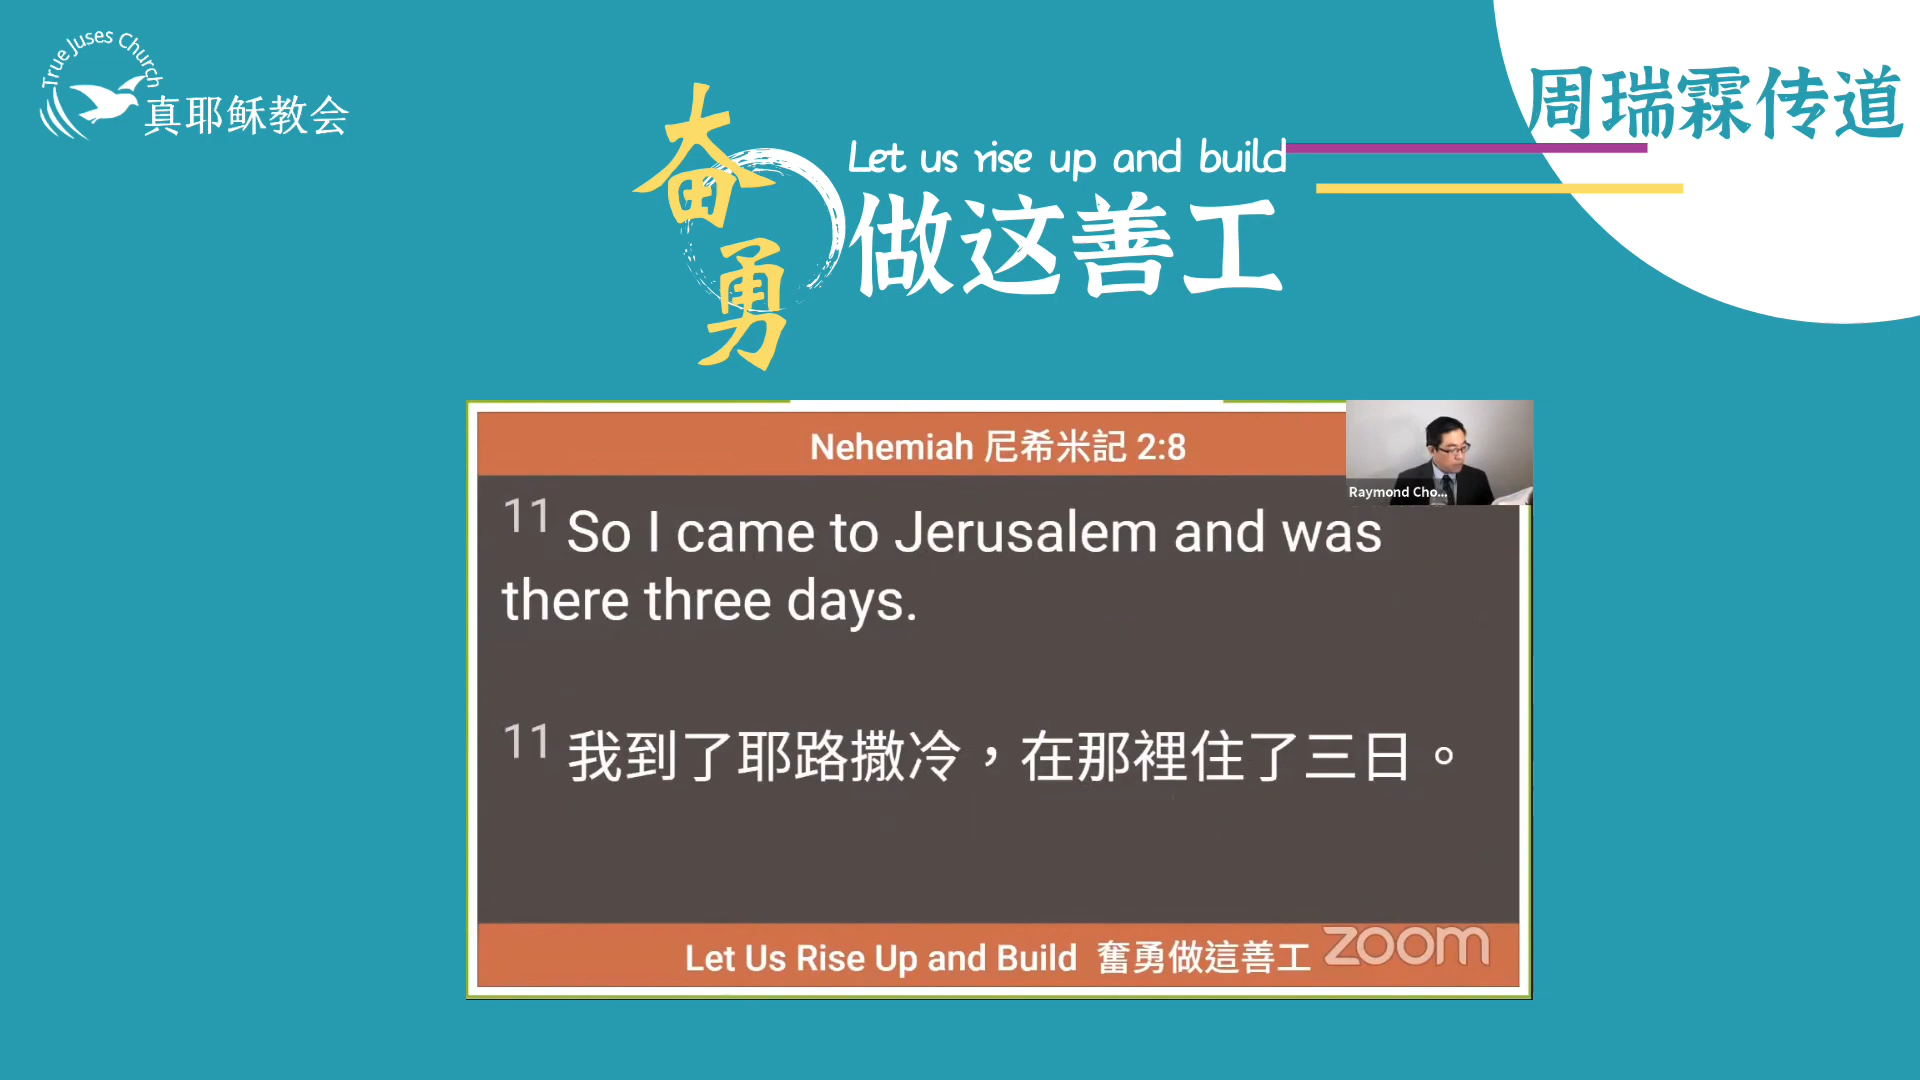 True Juses Church
真耶稣教会
周瑞霖传道
奋勇
Let us rise up and build
做这善工
Nehemiah 尼希米記 2:8
Raymond Cho...
11 So I came to Jerusalem and was
there three days.
11 我到了耶路撒冷，在那裡住了三日。
Let Us Rise Up and Build 奮勇做這善工
zoom